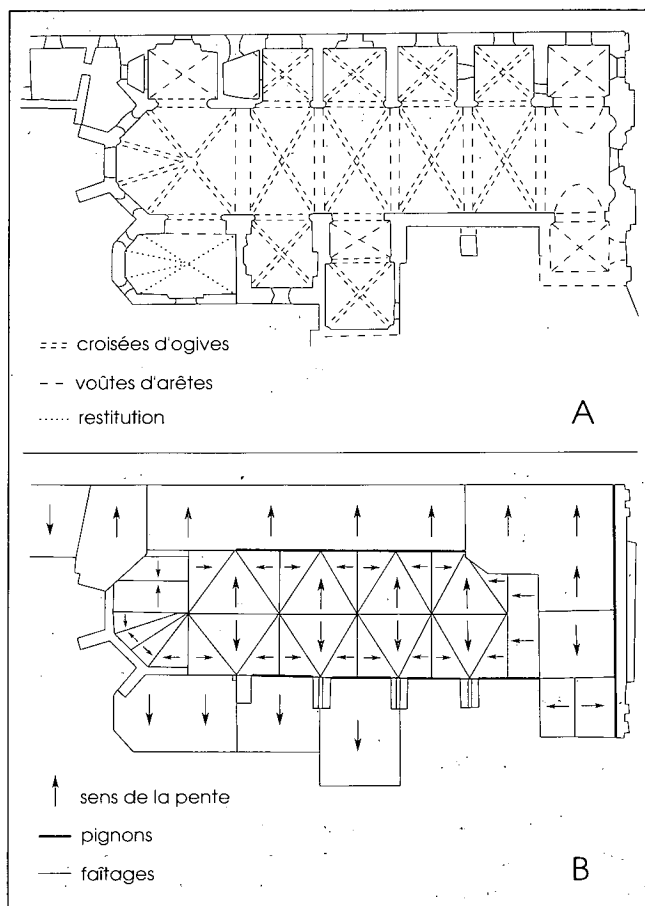 croisées d'ogives
voûtes d'arêtes
restitution
A
sens de la pente
pignons
faîtages
B